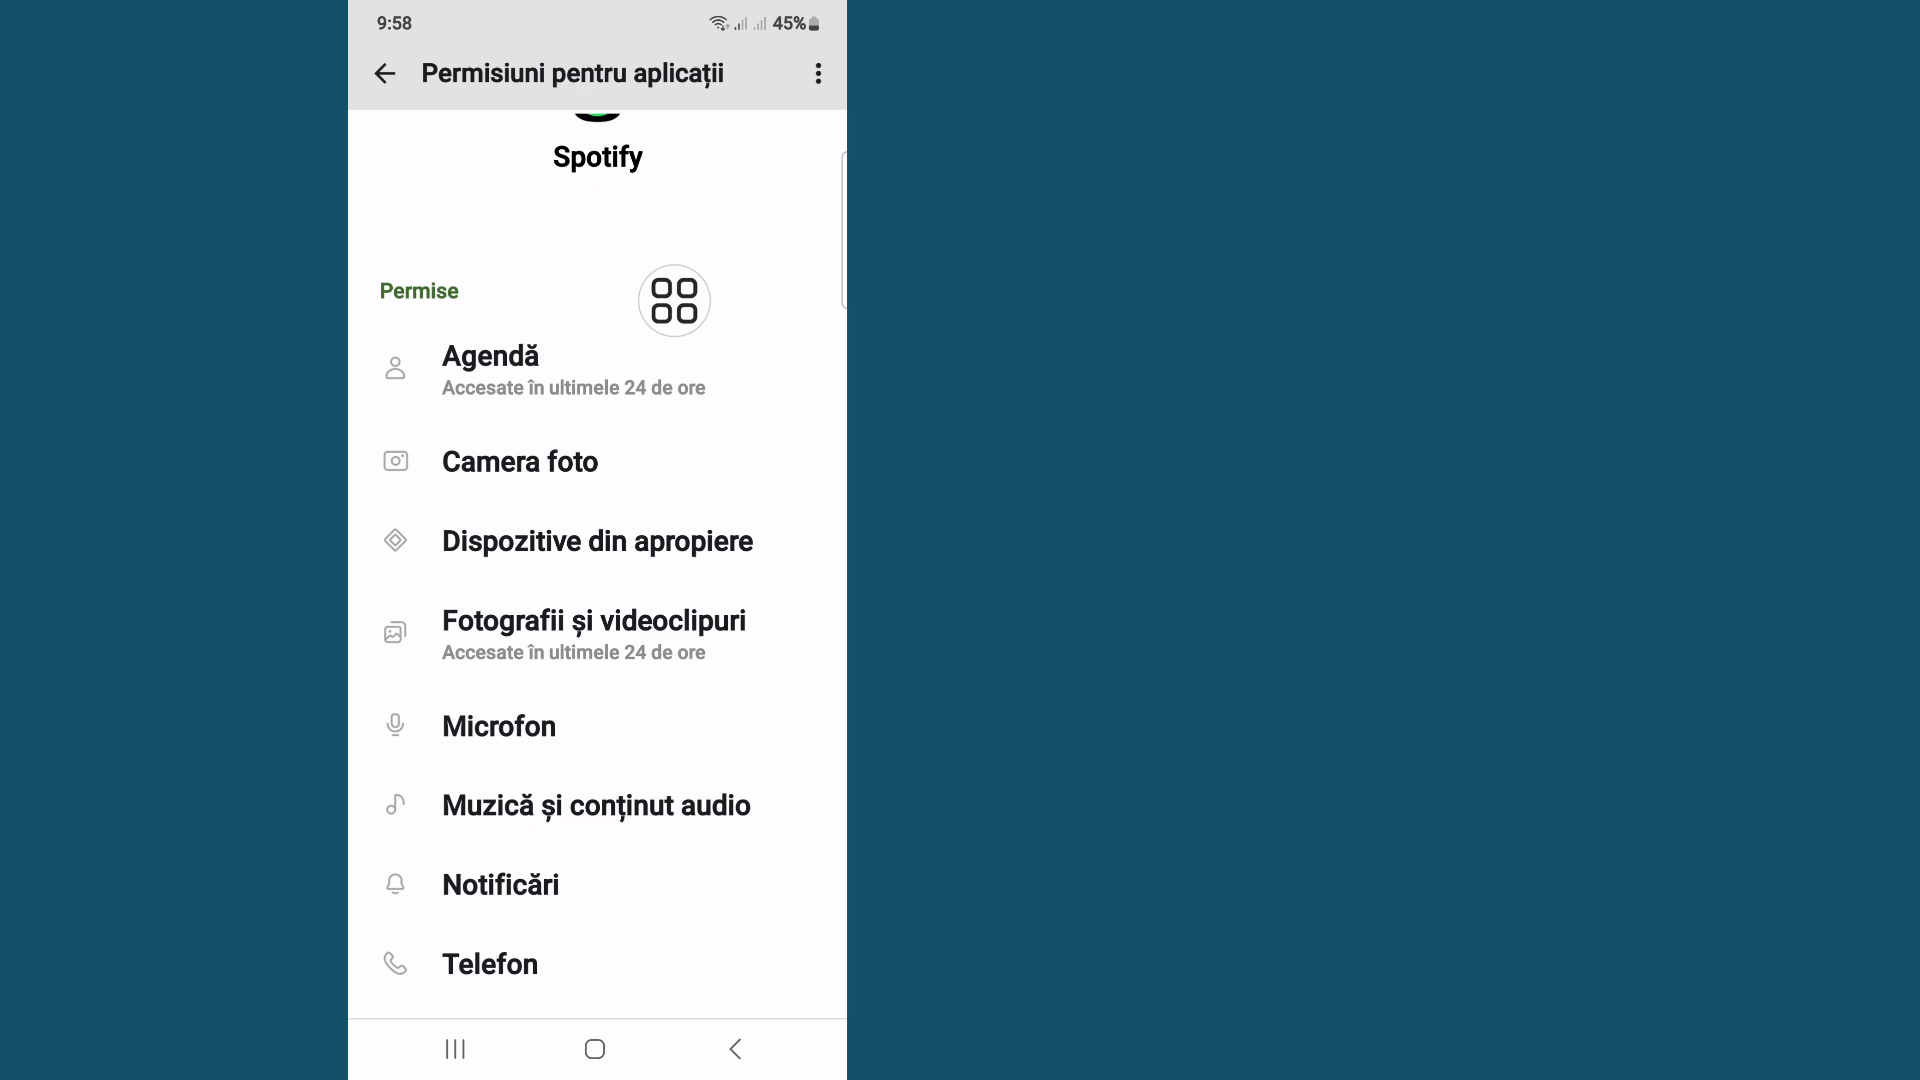 9:58
45%
Permisiuni pentru aplicații
Spotify
Permise
Agendă
Accesate în ultimele 24 de ore
Camera foto
Dispozitive din apropiere
Fotografii și videoclipuri
Accesate în ultimele 24 de ore
Microfon
Muzică și conținut audio
Notificări
Telefon